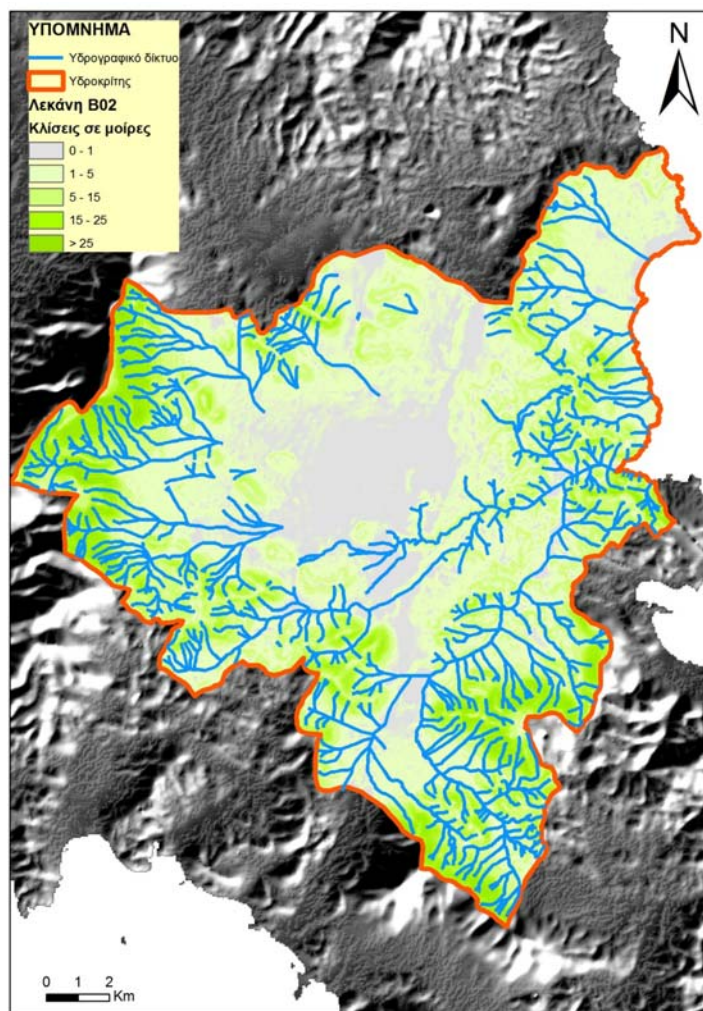 ΥΠΟΜΝΗΜΑ
Υδρογραφικό δίκτυο
Υδροκρίτης
Λεκάνη Β02
Κλίσεις σε μοίρες
0 - 1
1 - 5
5 - 15
15 - 25
> 25
N
0 1 2
Km